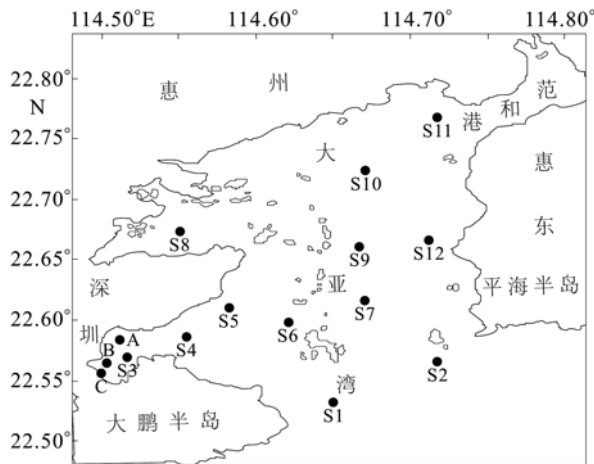 114.50°E 114.60° 114.70° 114.80°
22.80°
N
22.75°
22.70°
22.65°
22.60°
22.55°
22.50°
惠 州
范
和
港
S11
大
S10
惠
东
S8
S9
S12
深
亚
平海半岛
S7
S5
S6
圳
A
B
S4
S3
S2
C
湾
S1
大鹏半岛